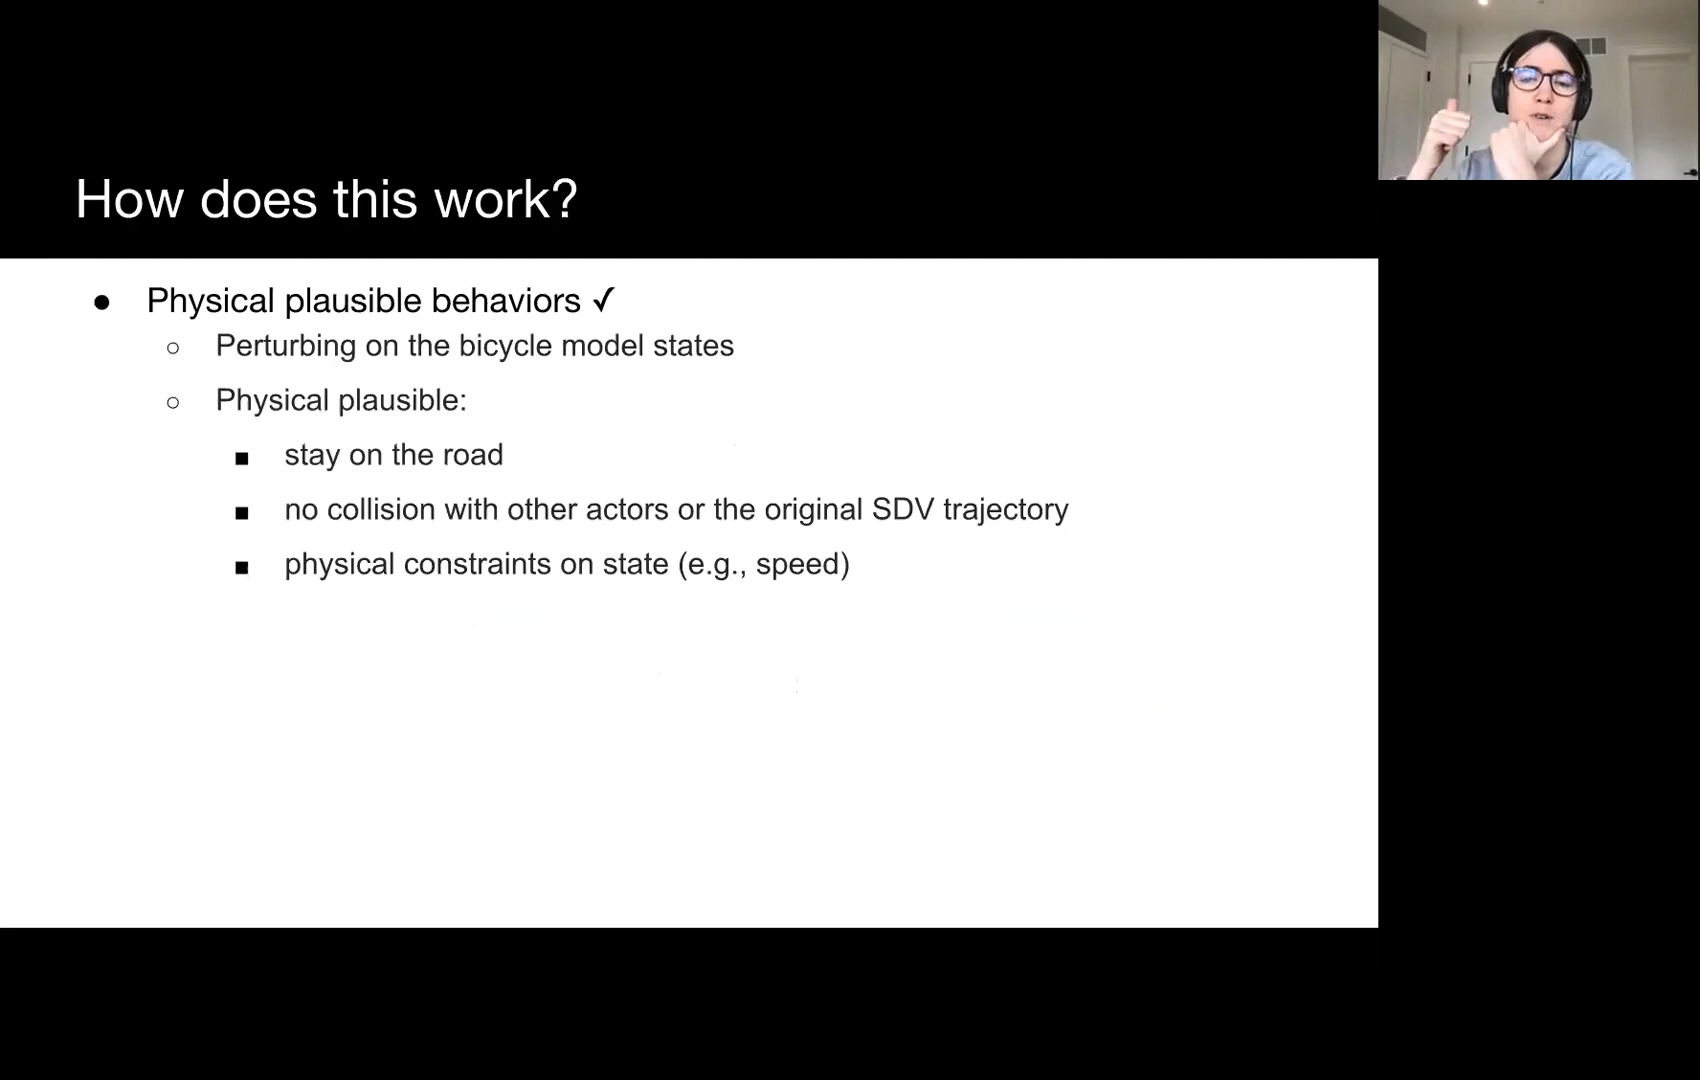 How does this work?
● Physical plausible behaviors ✓
○ Perturbing on the bicycle model states
○ Physical plausible:
■ stay on the road
■ no collision with other actors or the original SDV trajectory
■ physical constraints on state (e.g., speed)